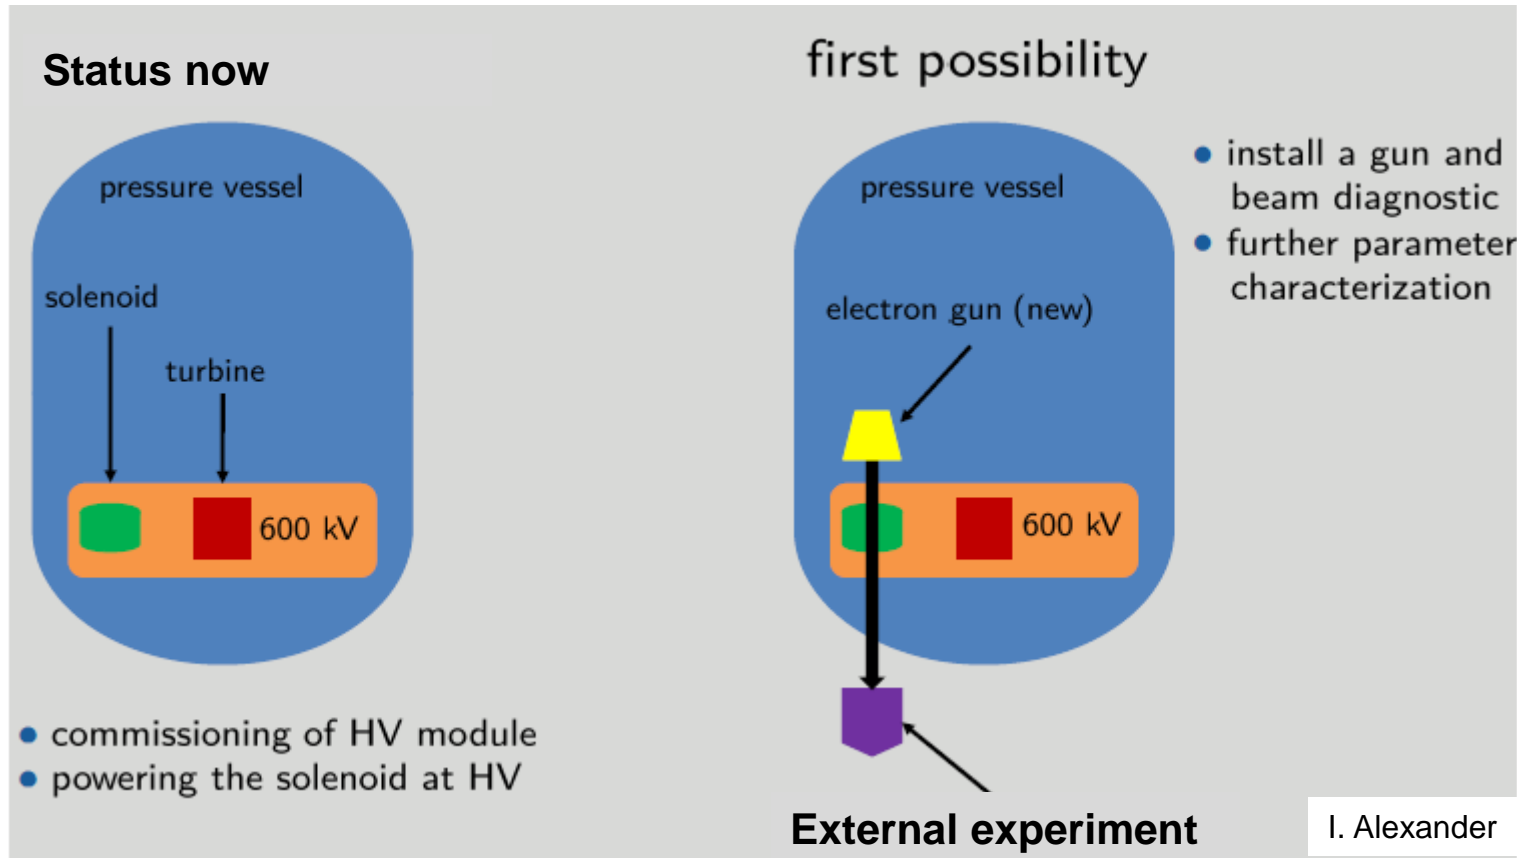 Status now
pressure vessel
solenoid
turbine
600 kV
• commissioning of HV module
• powering the solenoid at HV
first possibility
pressure vessel
electron gun (new)
600 kV
External experiment
• install a gun and
beam diagnostic
• further parameter
characterization
I. Alexander